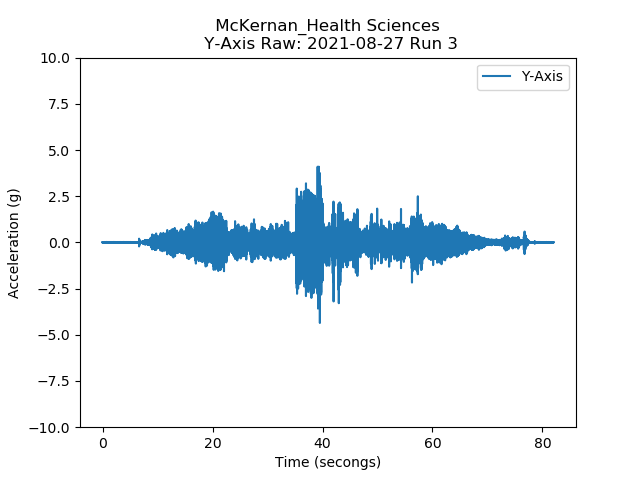 McKernan_Health Sciences
Y-Axis Raw: 2021-08-27 Run 3
10.0
7.5
5.0
2.5
0.0
−2.5
−5.0
−7.5
−10.0
Acceleration (g)
Y-Axis
0 20 40 60 80
Time (secongs)